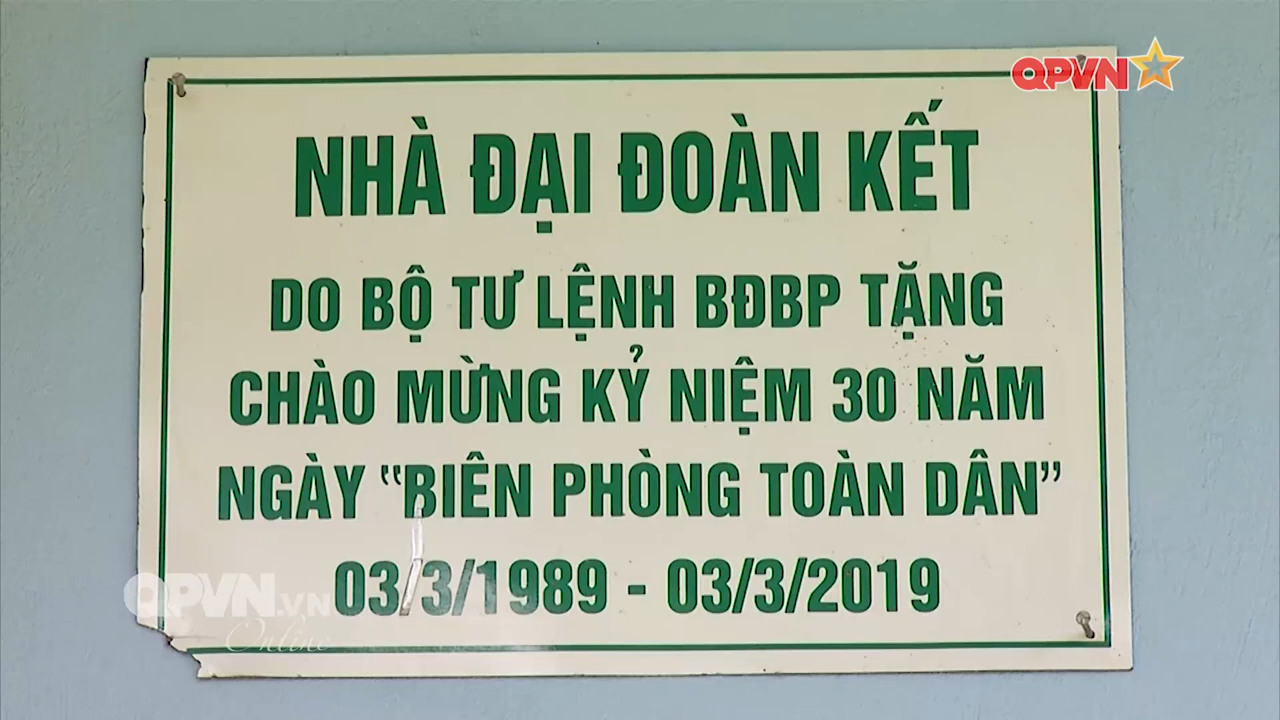 QPVN
NHÀ ĐẠI ĐOÀN KẾT
DO BỘ TƯ LỆNH BĐBP TẶNG
CHÀO MỪNG KỶ NIỆM 30 NĂM
NGÀY “BIÊN PHÒNG TOÀN DÂN”
03/3/1989 - 03/3/2019
QPVN.VN
Online